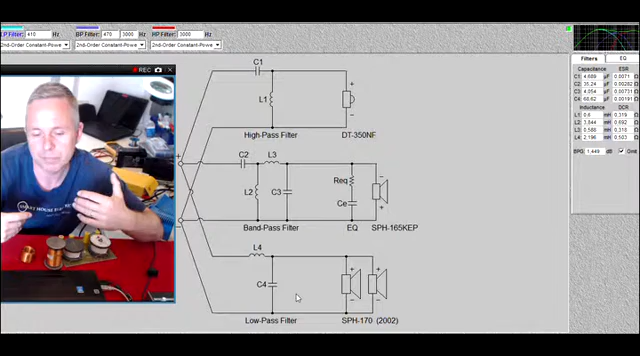 LP Filter: 410 Hz BP Filter: 470 3000 Hz HP Filter: 3000 Hz
2nd-Order Constant-Powe 2nd-Order Constant-Powe 2nd-Order Constant-Powe
REC
C1
L1
High-Pass Filter DT-350NF
C2 L3
L2 C3 Req
Ce
Band-Pass Filter EQ SPH-165KEP
L4
C4
Low-Pass Filter SPH-170 (2002)
Filters EQ
Capacitance ESR
C1 4,689 µF 0.0071 Ω
C2 35,24 µF 0.00282 Ω
C3 4,054 µF 0.00731 Ω
C4 68,62 µF 0.00191 Ω
Inductance DCR
L1 0,6 mH 0.319 Ω
L2 3,844 mH 0,692 Ω
L3 0,586 mH 0,316 Ω
L4 2,196 mH 0,503 Ω
BPG 1,449 dB Omit